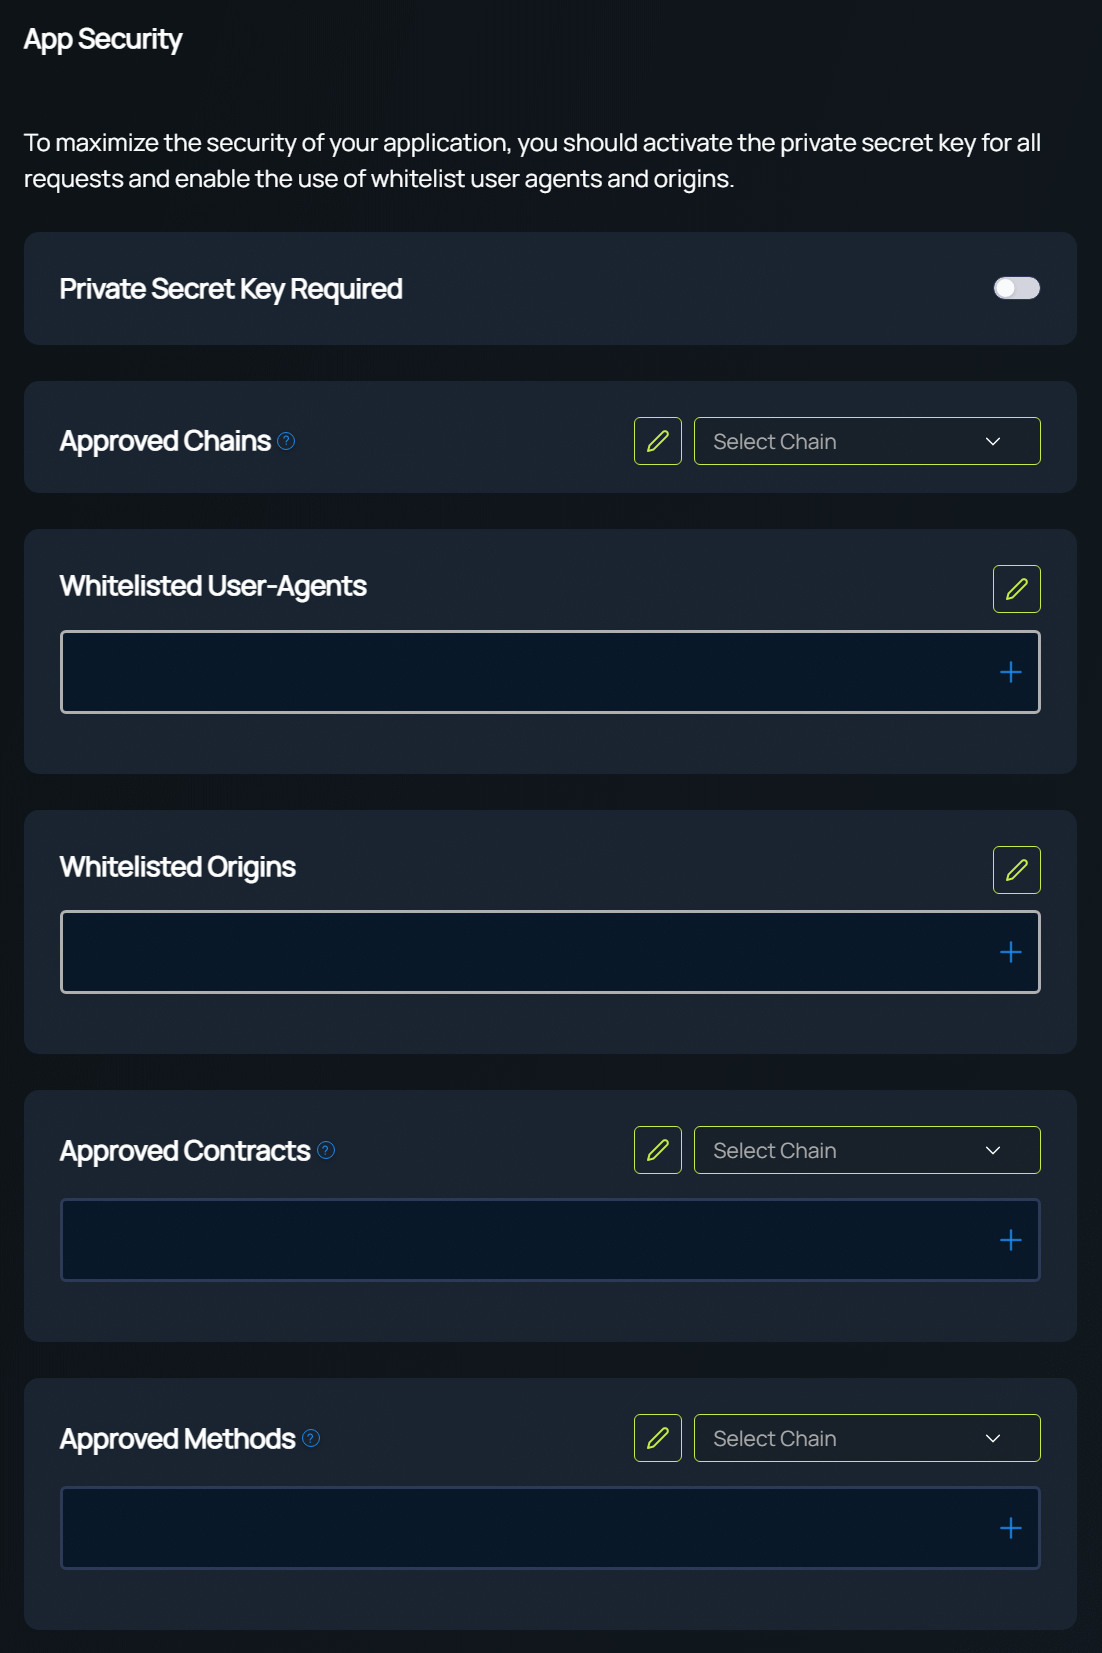 App Security
To maximize the security of your application, you should activate the private secret key for all
requests and enable the use of whitelist user agents and origins.
Private Secret Key Required
Approved Chains ? Select Chain
Whitelisted User-Agents
Whitelisted Origins
Approved Contracts ? Select Chain
Approved Methods ? Select Chain